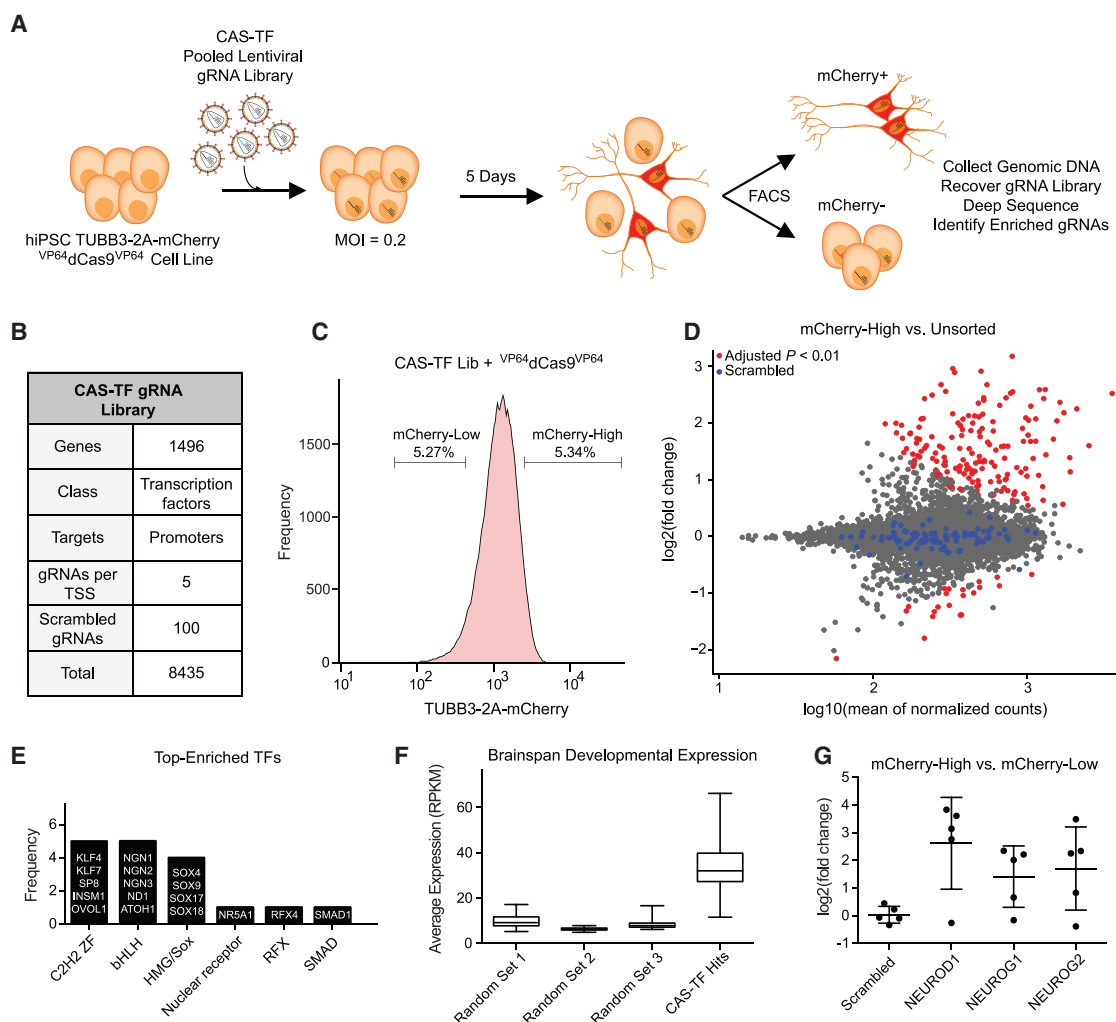 A
CAS-TF
Pooled Lentiviral
gRNA Library
hiPSC TUBB3-2A-mCherry
VP64dCas9VP64 Cell Line
MOI = 0.2
5 Days
FACS
mCherry+
mCherry-
Collect Genomic DNA
Recover gRNA Library
Deep Sequence
Identify Enriched gRNAs
B
CAS-TF gRNA
Library
Genes 1496
Class Transcription
factors
Targets Promoters
gRNAs per
TSS 5
Scrambled
gRNAs 100
Total 8435
C
CAS-TF Lib + VP64dCas9VP64
mCherry-Low
5.27%
mCherry-High
5.34%
Frequency
1500
1000
500
0
10^1
10^2
10^3
10^4
TUBB3-2A-mCherry
D
mCherry-High vs. Unsorted
Adjusted P < 0.01
Scrambled
log2(fold change)
3
2
1
0
−1
−2
1
2
3
log10(mean of normalized counts)
E
Top-Enriched TFs
Frequency
8
6
4
2
0
KLF4
KLF7
SP8
INSM1
OVOL1
NGN1
NGN2
NGN3
ND1
ATOH1
SOX4
SOX9
SOX17
SOX18
NR5A1
RFX4
SMAD1
C2H2 ZF
bHLH
HMG/Sox
Nuclear receptor
RFX
SMAD
F
Brainspan Developmental Expression
Average Expression (RPKM)
60
40
20
0
Random Set 1
Random Set 2
Random Set 3
CAS-TF Hits
G
mCherry-High vs. mCherry-Low
log2(fold change)
5
4
3
2
1
0
-1
Scrambled
NEUROD1
NEUROG1
NEUROG2